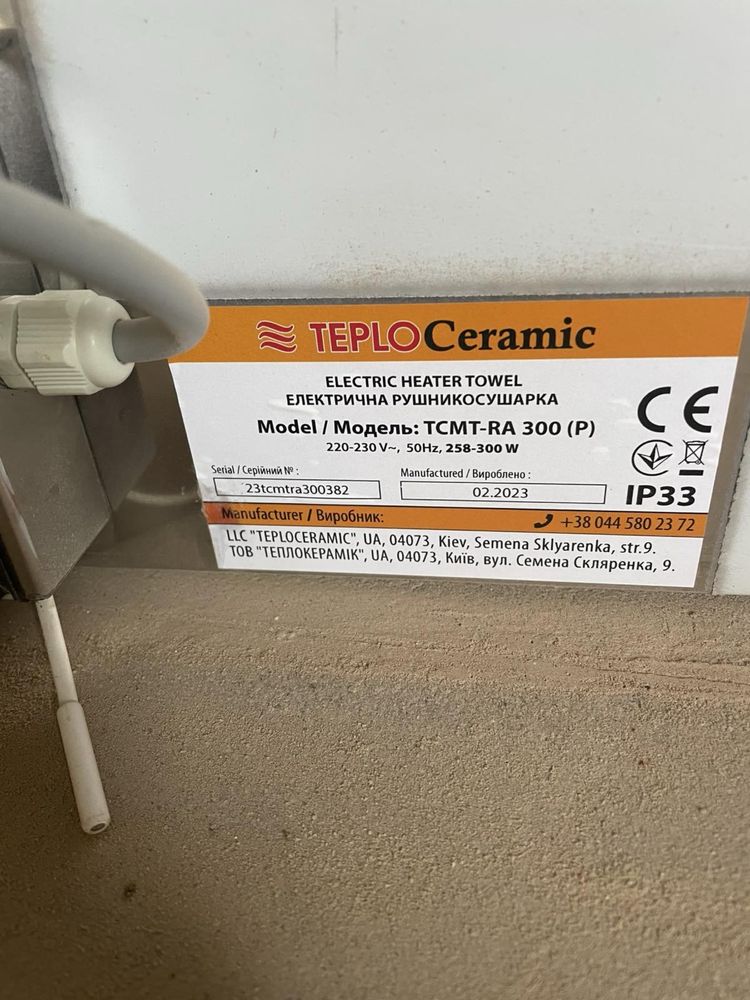 TEPLOCeramic
ELECTRIC HEATER TOWEL
ЕЛЕКТРИЧНА РУШНИКОСУШАРКА
Model / Модель: TCMT-RA 300 (P)
220-230 V~, 50Hz, 258-300 W
CE
Serial / Серійний № :
Manufactured / Вироблено :
23tcmtra300382
02.2023
IP33
Manufacturer / Виробник:
+38 044 580 23 72
LLC "TEPLOCERAMIC", UA, 04073, Kiev, Semena Sklyarenka, str.9.
ТОВ "ТЕПЛОКЕРАМІК", UA, 04073, Київ, вул. Семена Скляренка, 9.